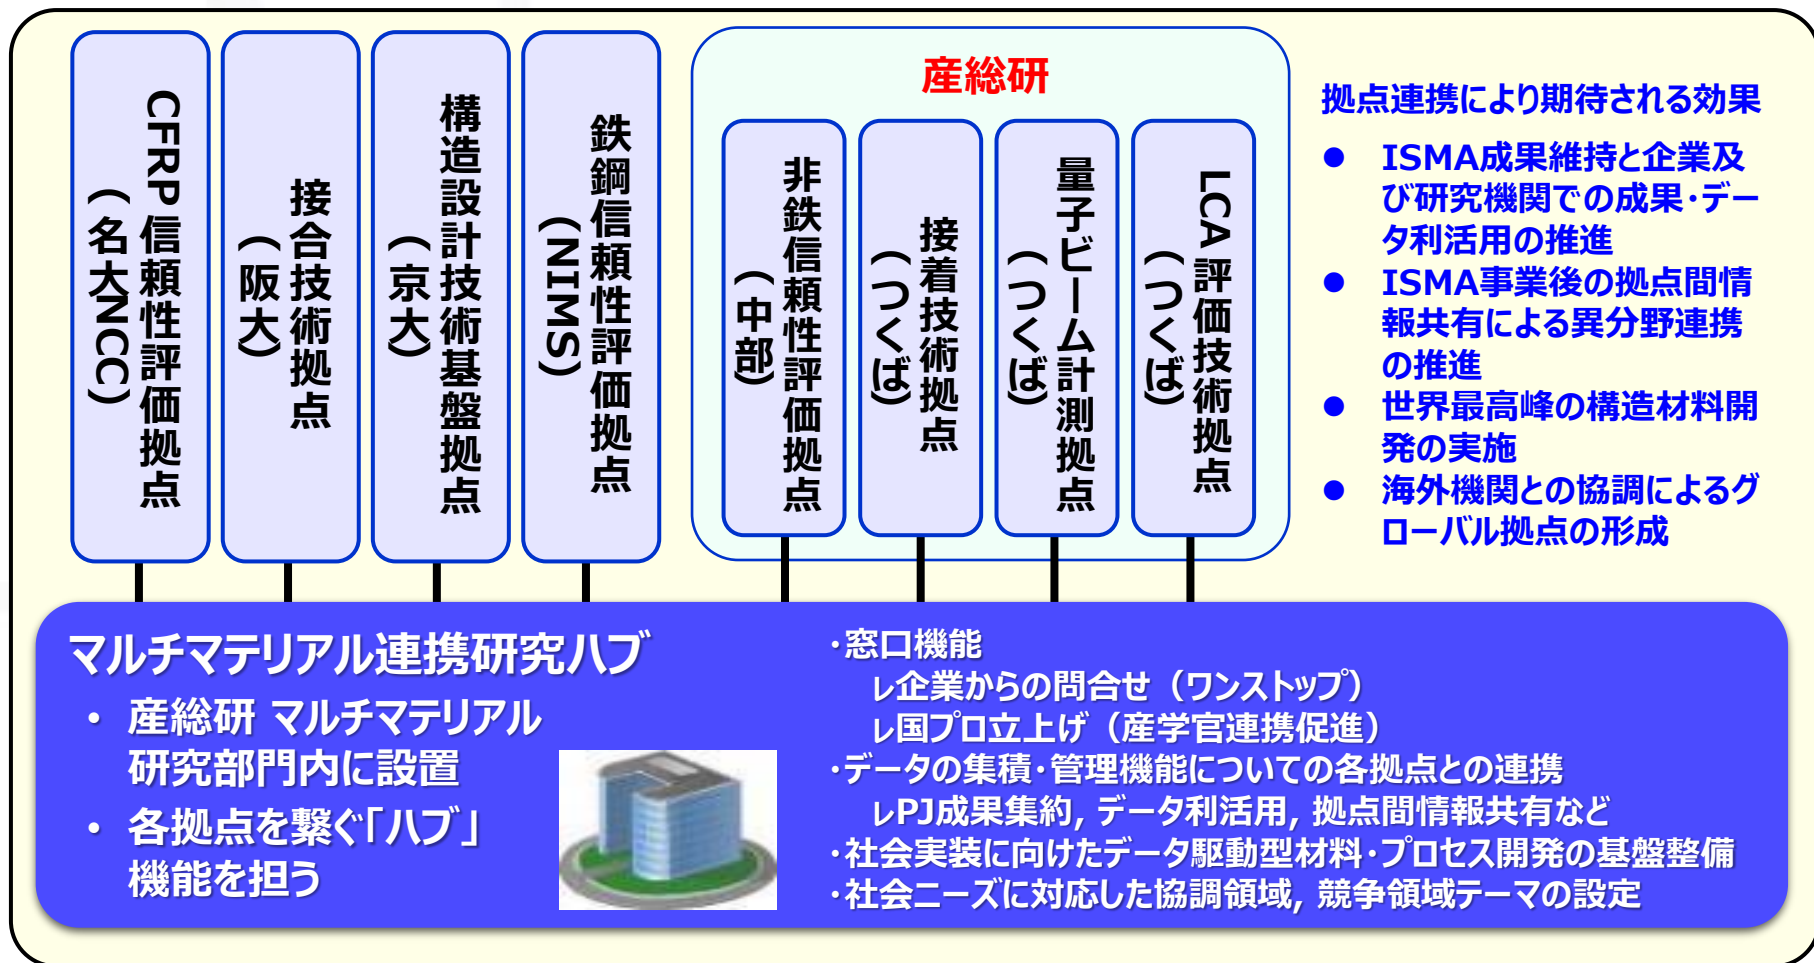 CFRP信頼性評価拠点
（名大NCC）
接合技術拠点
（阪大）
構造設計技術基盤拠点
（京大）
鉄鋼信頼性評価拠点
（NIMS）
産総研
非鉄信頼性評価拠点
（中部）
接着技術拠点
（つくば）
量子ビーム計測拠点
（つくば）
LCA評価技術拠点
（つくば）
拠点連携により期待される効果
● ISMA成果維持と企業及
び研究機関での成果・デー
タ利活用の推進
● ISMA事業後の拠点間情
報共有による異分野連携
の推進
● 世界最高峰の構造材料開
発の実施
● 海外機関との協調によるグ
ローバル拠点の形成
マルチマテリアル連携研究ハブ
• 産総研 マルチマテリアル
研究部門内に設置
• 各拠点を繋ぐ「ハブ」
機能を担う
・窓口機能
レ企業からの問合せ（ワンストップ）
レ国プロ立上げ（産学官連携促進）
・データの集積・管理機能についての各拠点との連携
レPJ成果集約, データ利活用, 拠点間情報共有など
・社会実装に向けたデータ駆動型材料・プロセス開発の基盤整備
・社会ニーズに対応した協調領域, 競争領域テーマの設定